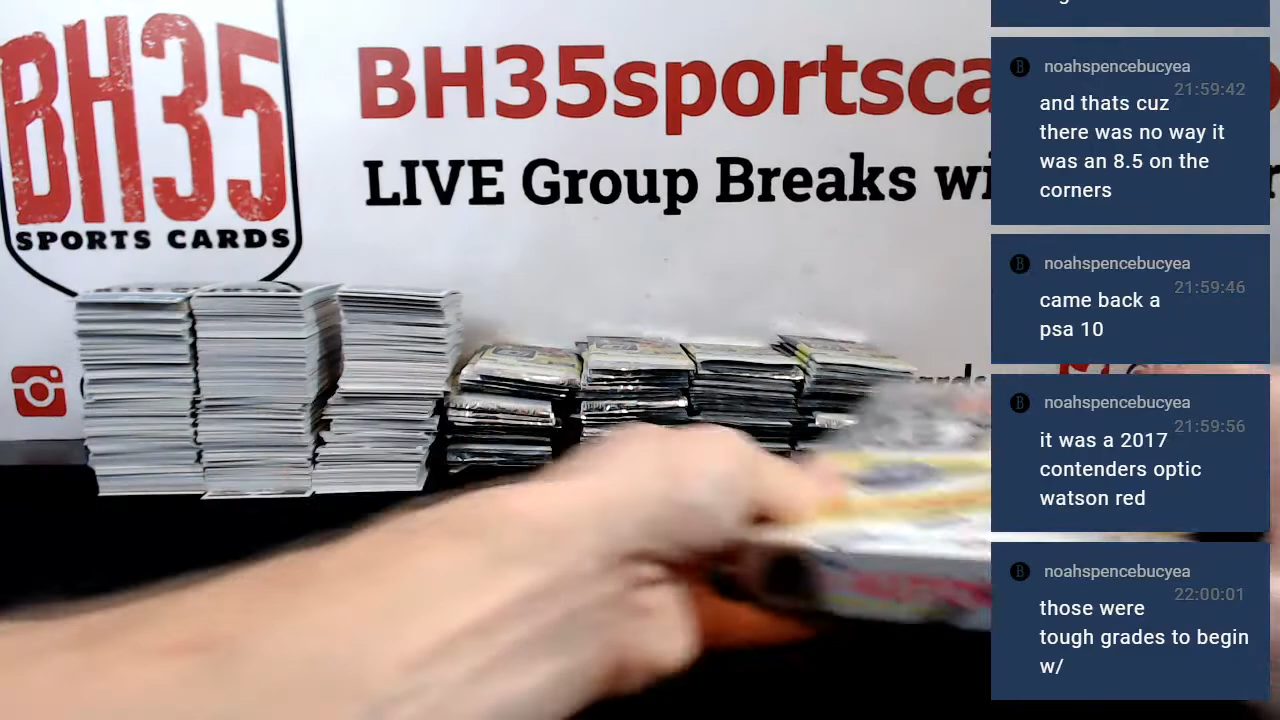 BH35
SPORTS CARDS
BH35sportsca
LIVE Group Breaks wi
noahspencebucyea
21:59:42
and thats cuz
there was no way it
was an 8.5 on the
corners
noahspencebucyea
21:59:46
came back a
psa 10
noahspencebucyea
21:59:56
it was a 2017
contenders optic
watson red
noahspencebucyea
22:00:01
those were
tough grades to begin
w/